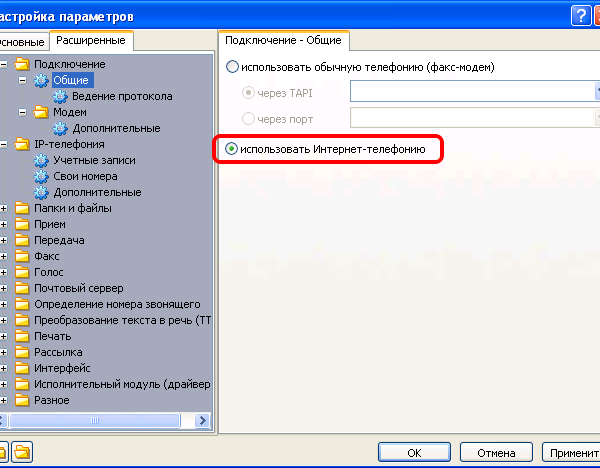 астройка параметров
Основные
Расширенные
Подключение
Общие
Ведение протокола
Модем
Дополнительные
IP-телефония
Учетные записи
Свои номера
Дополнительные
Папки и файлы
Прием
Передача
Факс
Голос
Почтовый сервер
Определение номера звонящего
Преобразование текста в речь (TT
Печать
Рассылка
Интерфейс
Исполнительный модуль (драйвер
Разное
Подключение - Общие
использовать обычную телефонию (факс-модем)
через TAPI
через порт
использовать Интернет-телефонию
ОК
Отмена
Применит